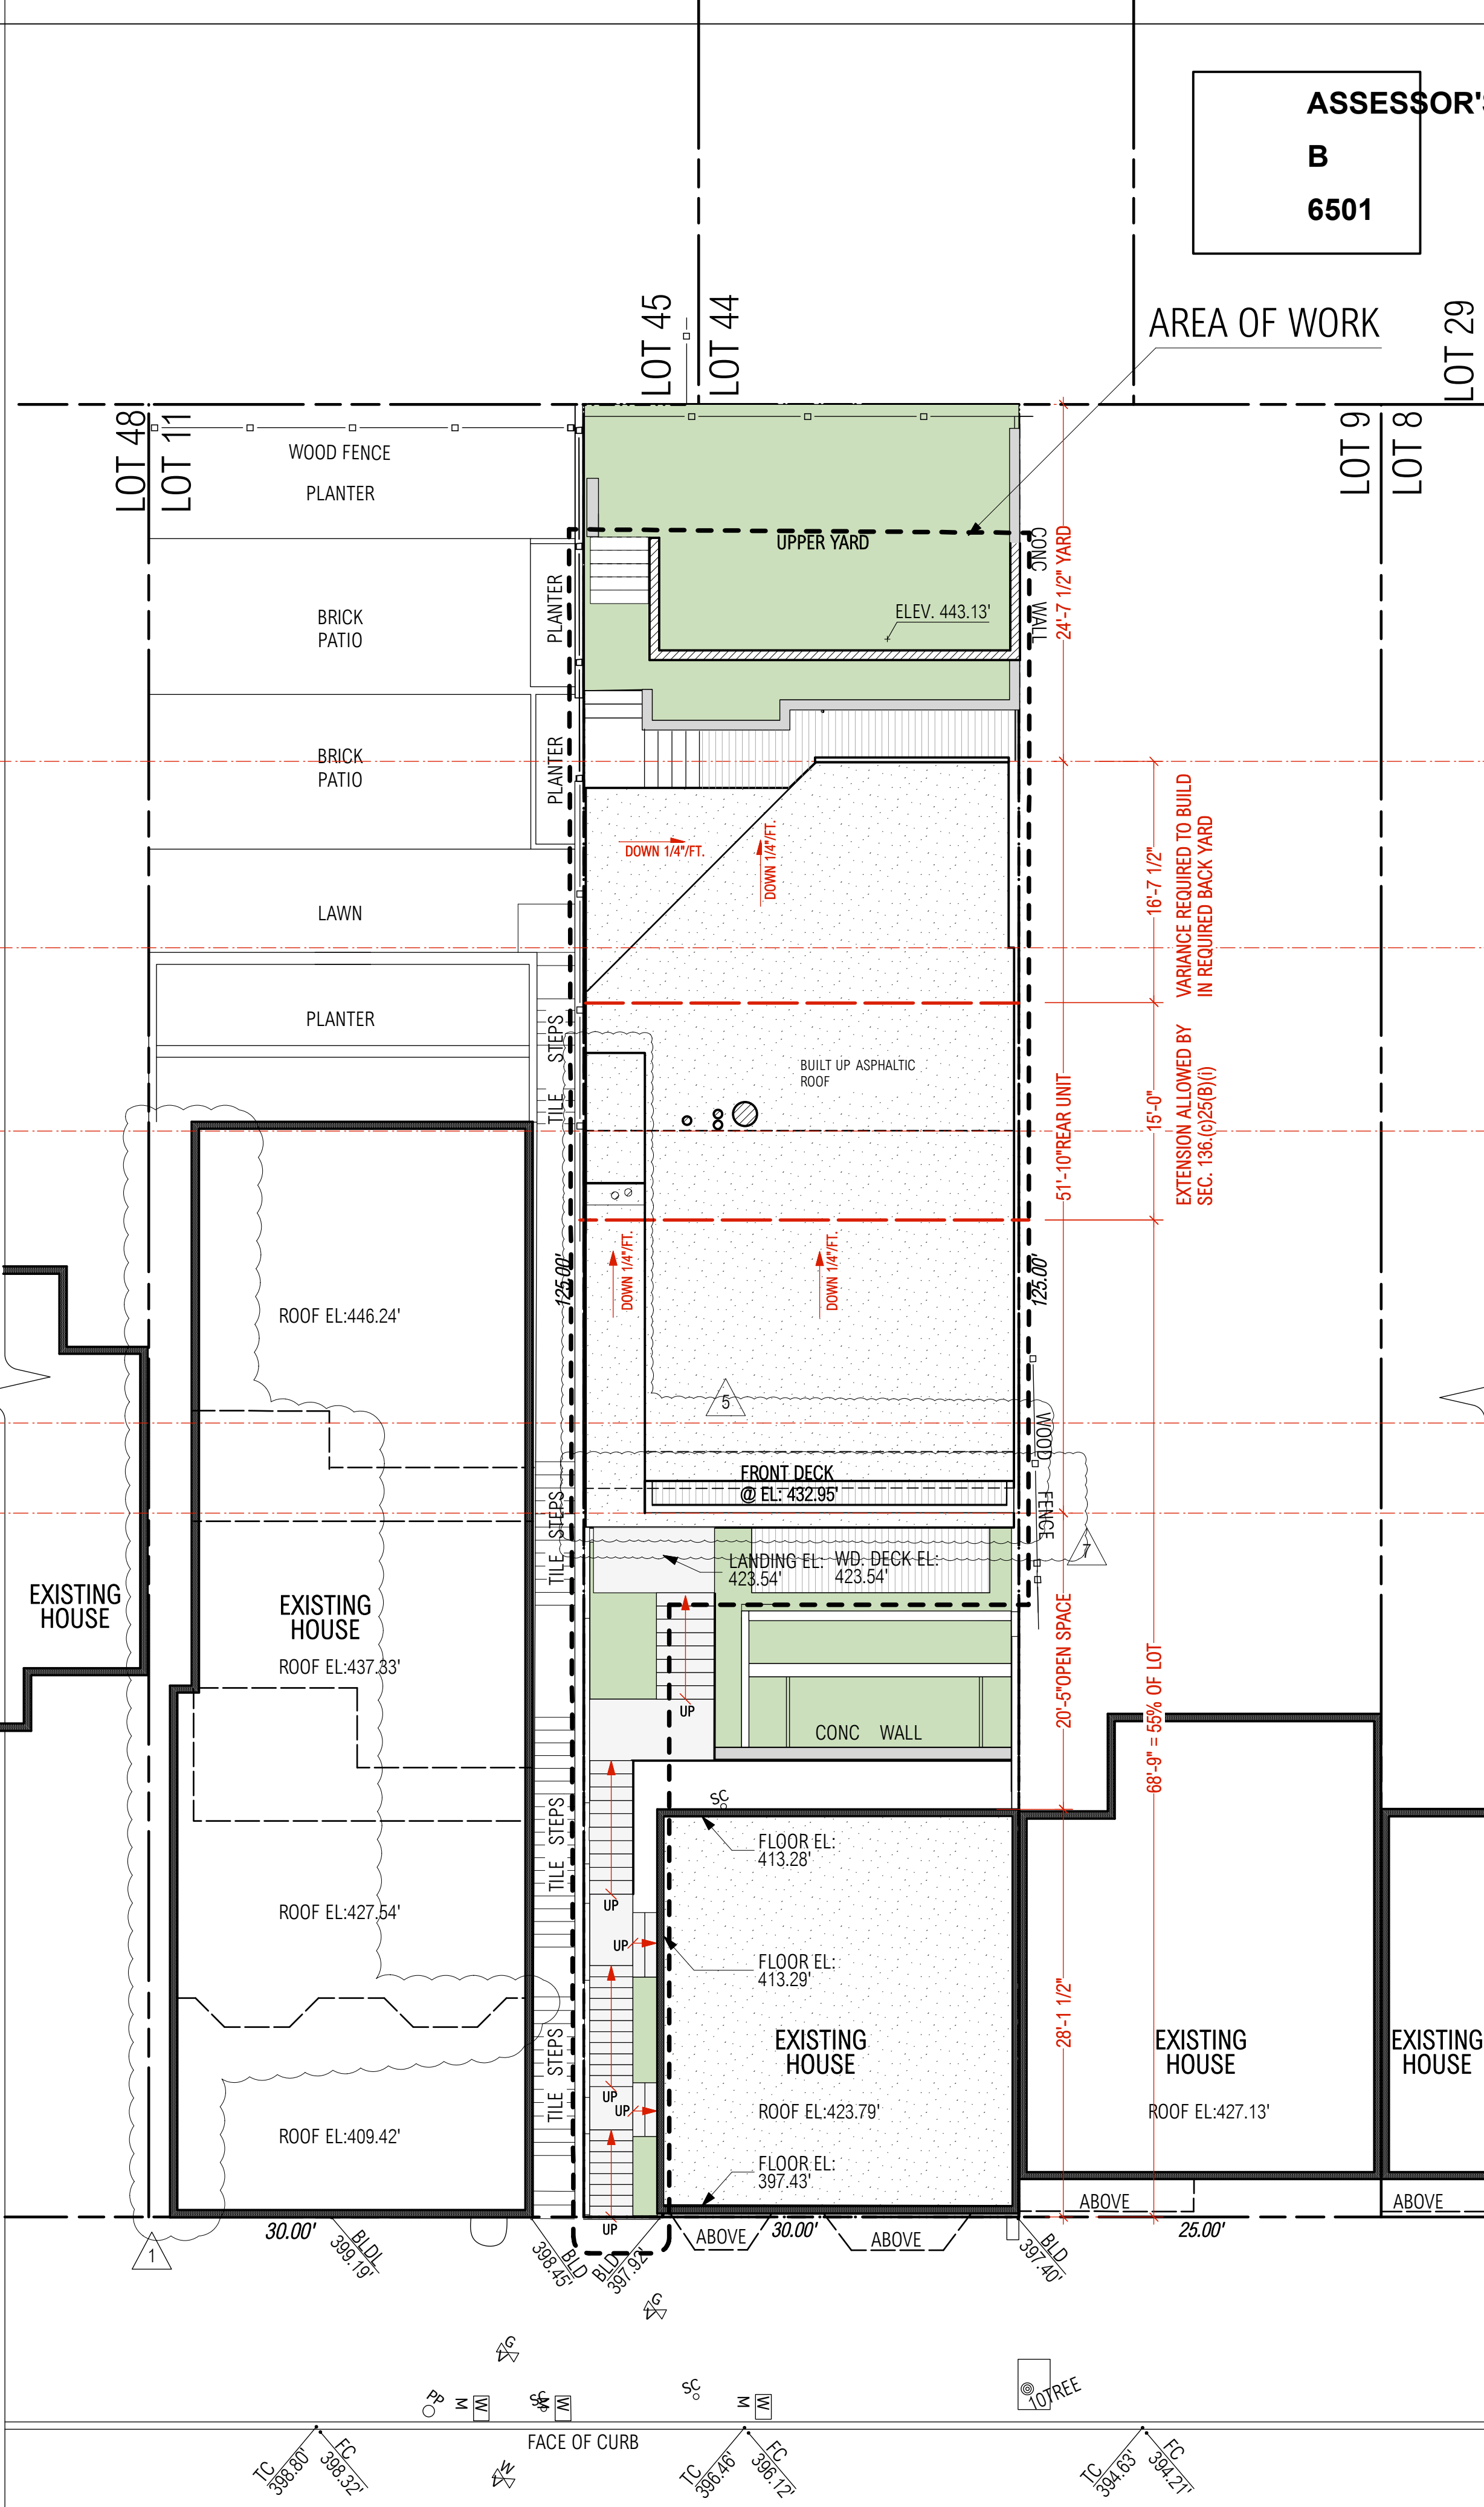 ASSESSOR'S
B
6501
LOT 45
LOT 44
AREA OF WORK
LOT 29
LOT 48
LOT 11
LOT 9
LOT 8
WOOD FENCE
PLANTER
UPPER YARD
CONC WALL
24'-7 1/2" YARD
BRICK
PATIO
PLANTER
ELEV. 443.13'
BRICK
PATIO
PLANTER
DOWN 1/4"/FT.
DOWN 1/4"/FT.
16'-7 1/2"
VARIANCE REQUIRED TO BUILD
IN REQUIRED BACK YARD
LAWN
PLANTER
TILE STEPS
BUILT UP ASPHALTIC
ROOF
51'-10"REAR UNIT
15'-0"
EXTENSION ALLOWED BY
SEC. 136.(c)25(B)(i)
125.00'
DOWN 1/4"/FT.
DOWN 1/4"/FT.
125.00'
ROOF EL:446.24'
5
WOOD FENCE
FRONT DECK
@ EL: 432.95'
TILE STEPS
LANDING EL:
423.54'
WD. DECK EL:
423.54'
7
EXISTING
HOUSE
EXISTING
HOUSE
ROOF EL:437.33'
20'-5"OPEN SPACE
68'-9" = 55% OF LOT
UP
CONC WALL
SC
TILE STEPS
FLOOR EL:
413.28'
ROOF EL:427.54'
UP
UP
FLOOR EL:
413.29'
28'-1 1/2"
TILE STEPS
EXISTING
HOUSE
EXISTING
HOUSE
EXISTING
HOUSE
UP
UP
ROOF EL:423.79'
ROOF EL:427.13'
ROOF EL:409.42'
FLOOR EL:
397.43'
ABOVE
ABOVE
UP
30.00'
ABOVE
30.00'
ABOVE
25.00'
1
BLDL
399.19'
BLD
398.45'
BLD
397.92'
BLD
397.40'
G
G
PP
W
M
SC
W
M
SC
W
M
10TREE
FACE OF CURB
TC
398.80'
FC
398.32'
W
TC
396.46'
FC
396.12'
TC
394.63'
FC
394.21'